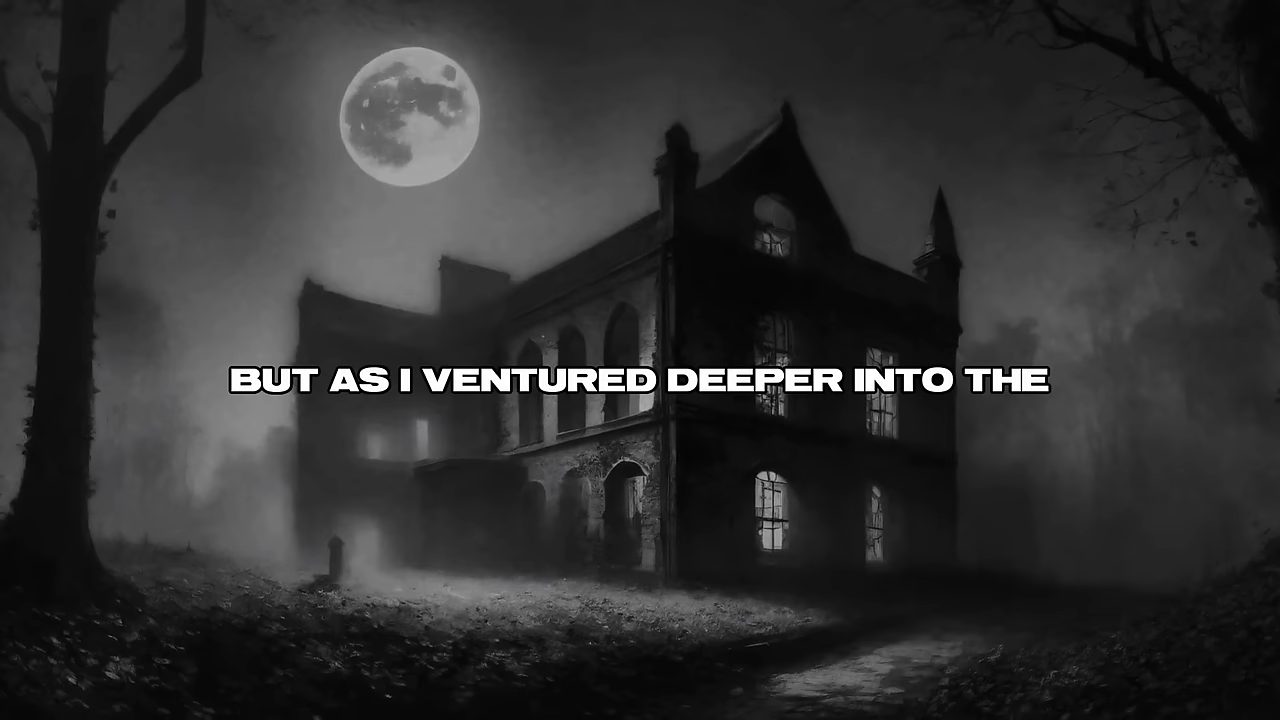 BUT AS I VENTURED DEEPER INTO THE